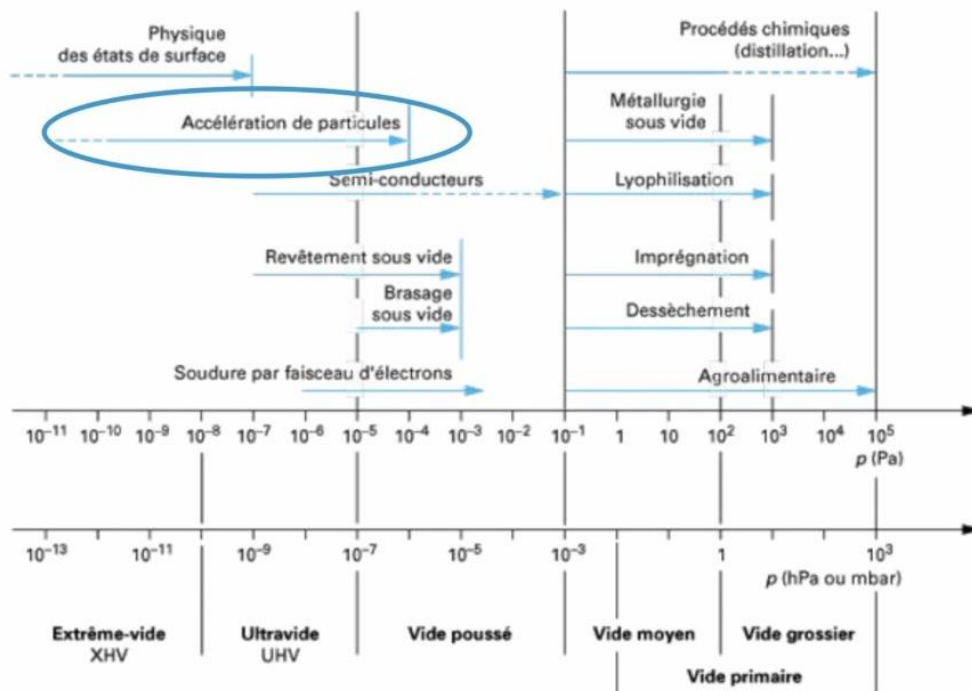 Physique
des états de surface
Procédés chimiques
(distillation...)
Accélération de particules
Métallurgie
sous vide
Semi-conducteurs
Lyophilisation
Revêtement sous vide
Imprégnation
Brasage
sous vide
Dessèchement
Soudure par faisceau d'électrons
Agroalimentaire
10⁻¹¹ 10⁻¹⁰ 10⁻⁹ 10⁻⁸ 10⁻⁷ 10⁻⁶ 10⁻⁵ 10⁻⁴ 10⁻³ 10⁻² 10⁻¹ 1 10 10² 10³ 10⁴ 10⁵
p (Pa)
10⁻¹³ 10⁻¹¹ 10⁻⁹ 10⁻⁷ 10⁻⁵ 10⁻³ 1 10³
p (hPa ou mbar)
Extrême-vide Ultravide Vide poussé Vide moyen Vide grossier
XHV UHV
Vide primaire